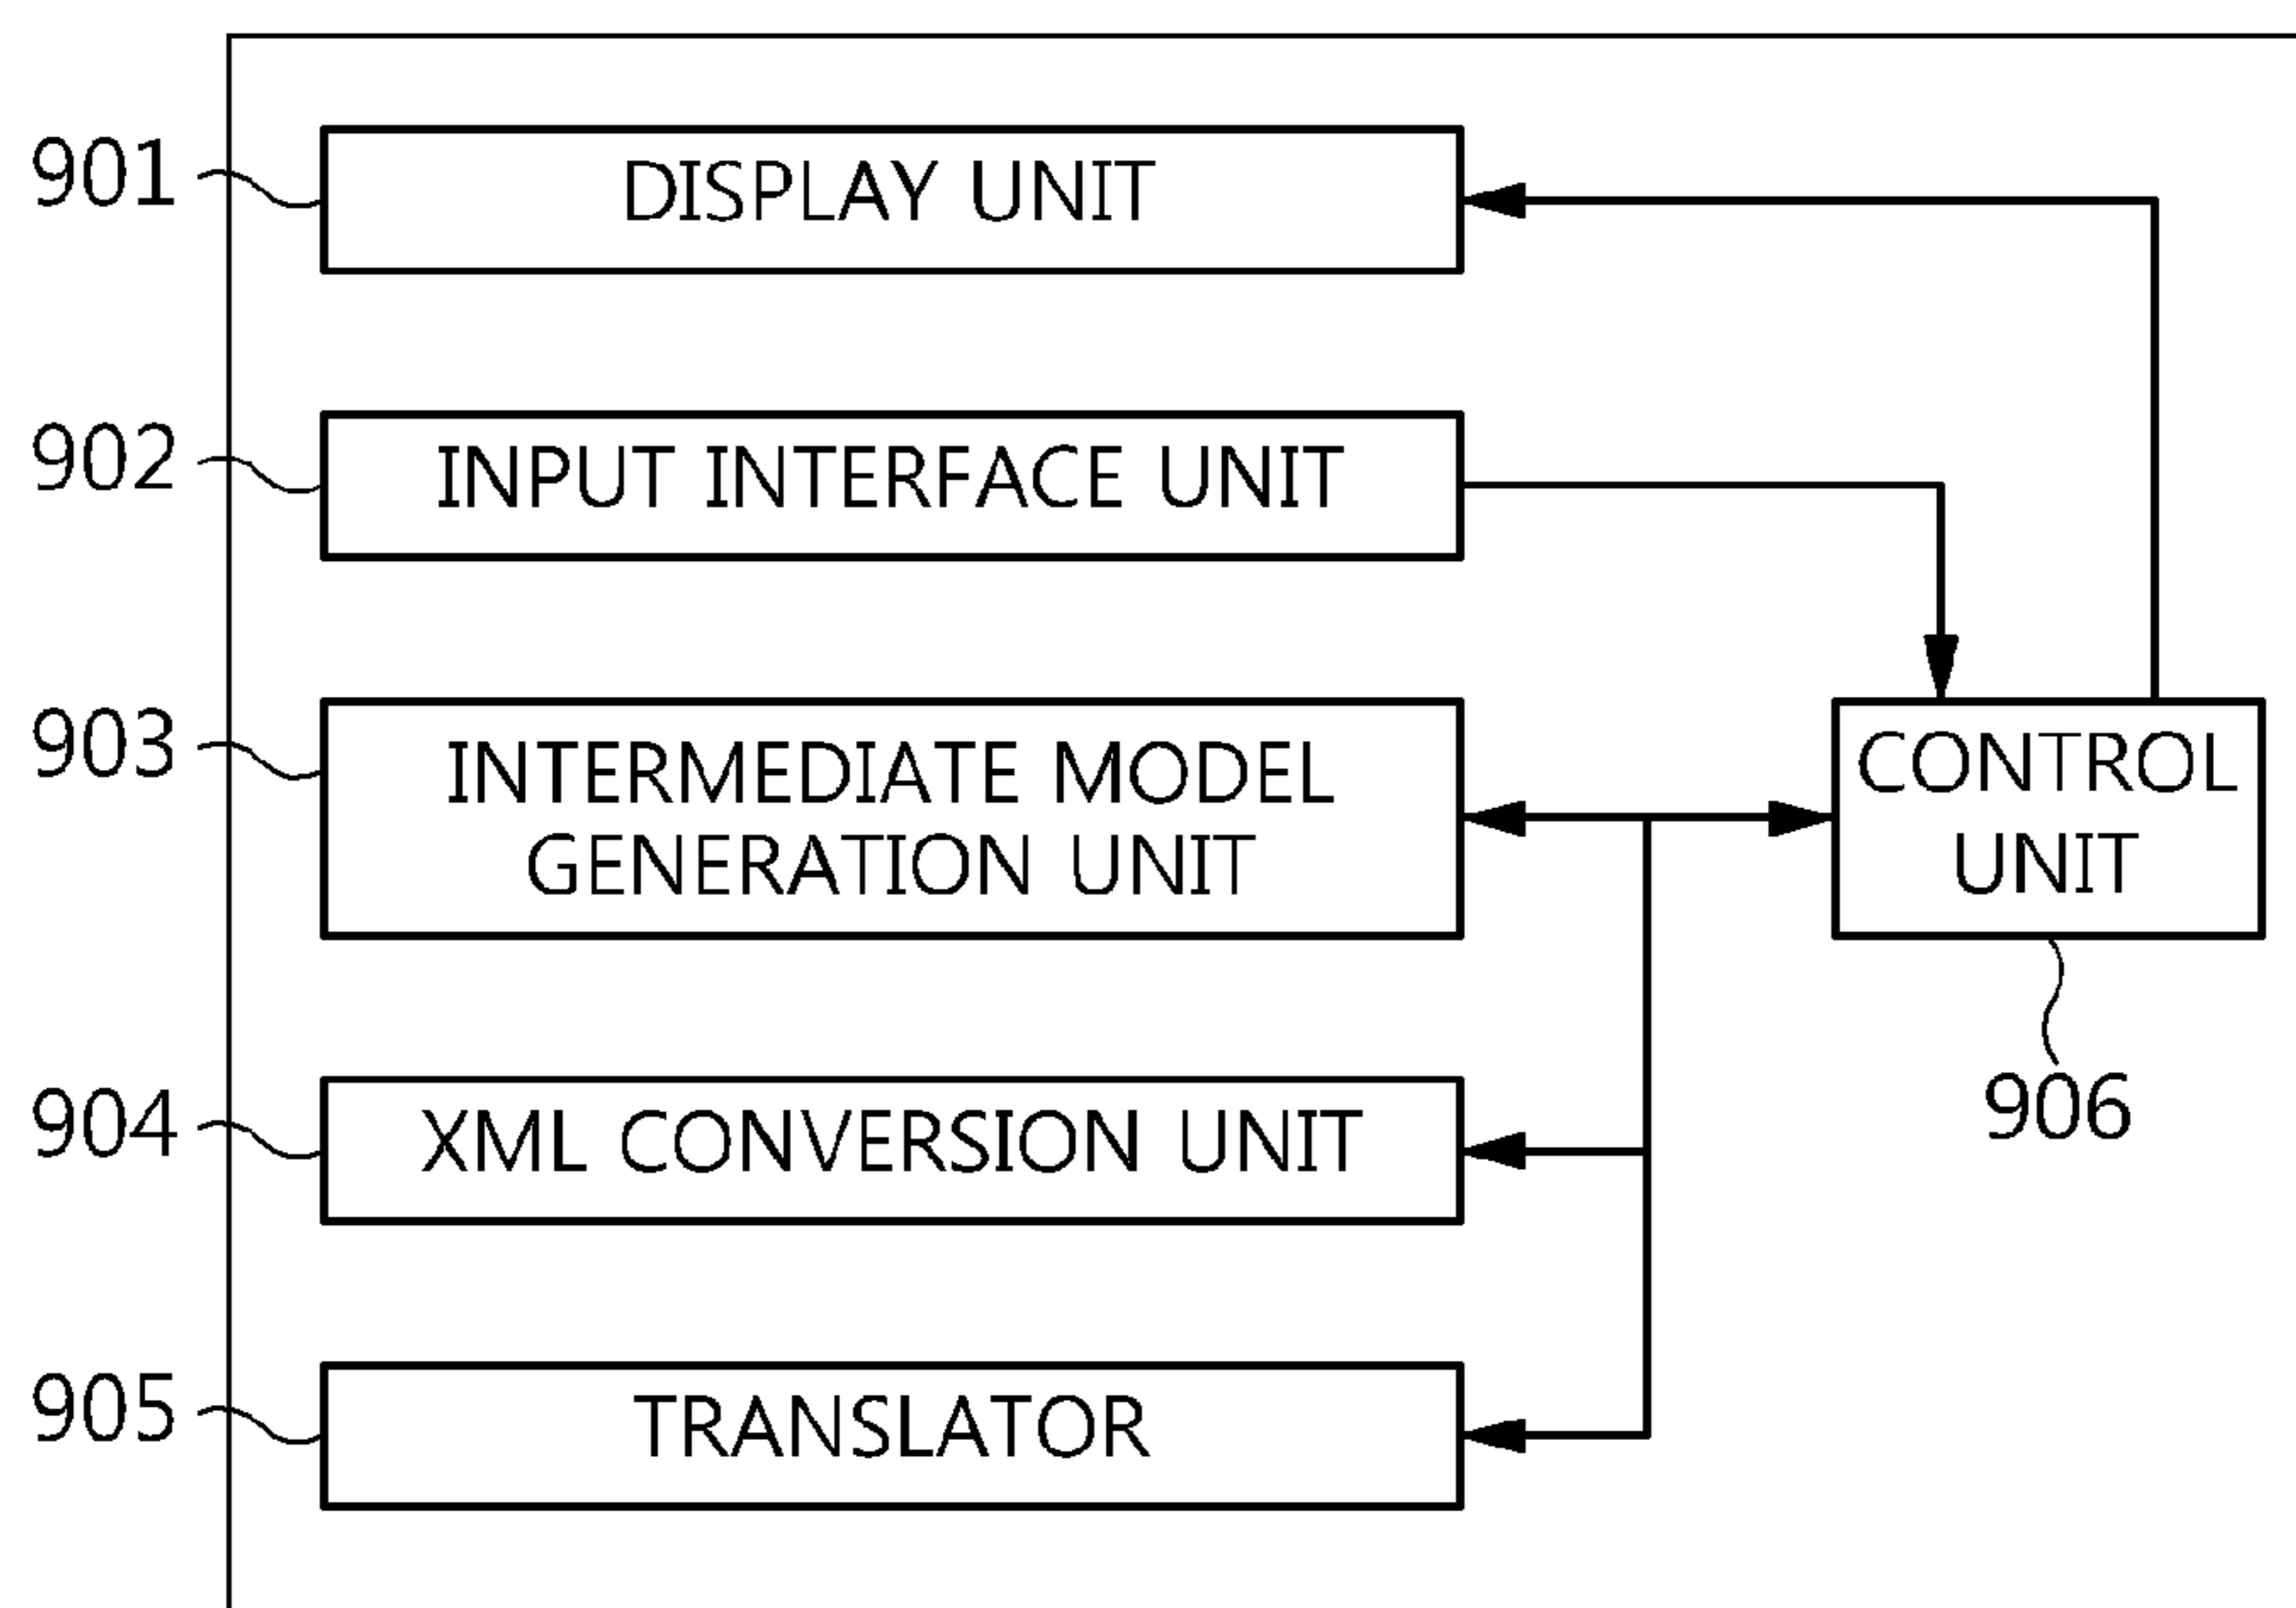 901
DISPLAY UNIT
902
INPUT INTERFACE UNIT
903
INTERMEDIATE MODEL
GENERATION UNIT
CONTROL
UNIT
904
XML CONVERSION UNIT
906
905
TRANSLATOR